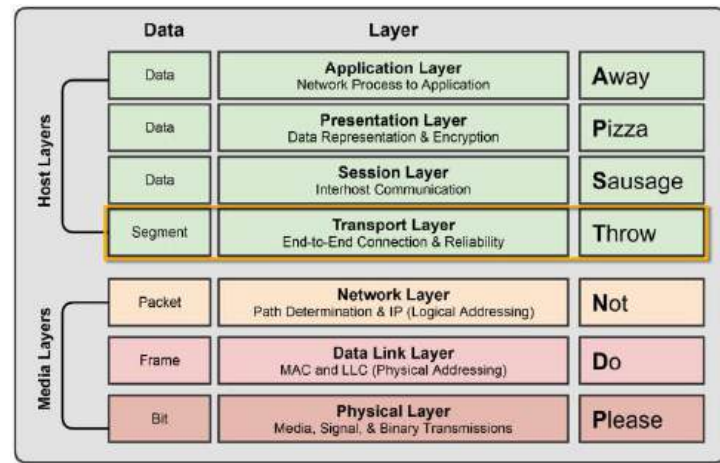 Data Layer
Host Layers
Data Application Layer Away
Network Process to Application
Data Presentation Layer Pizza
Data Representation & Encryption
Data Session Layer Sausage
Interhost Communication
Segment Transport Layer Throw
End-to-End Connection & Reliability
Media Layers
Packet Network Layer Not
Path Determination & IP (Logical Addressing)
Frame Data Link Layer Do
MAC and LLC (Physical Addressing)
Bit Physical Layer Please
Media, Signal, & Binary Transmissions